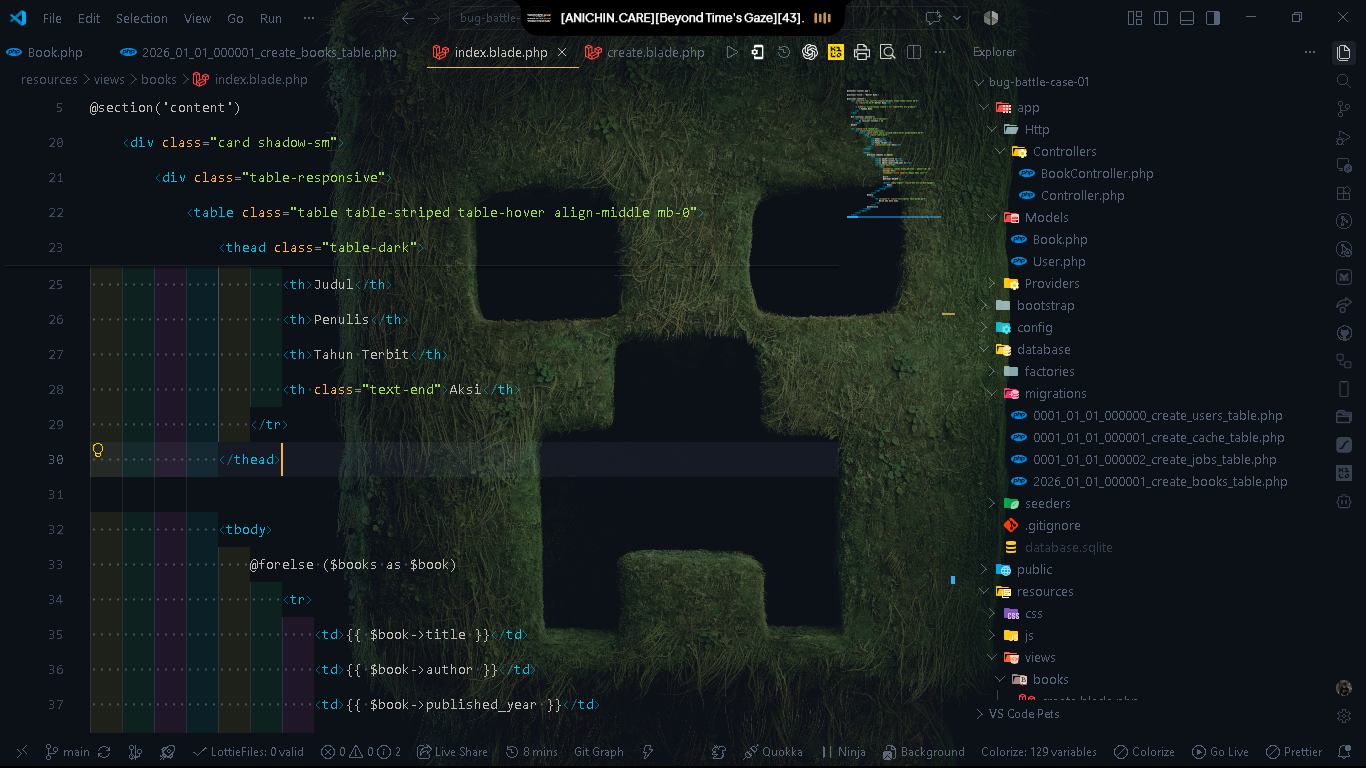 File Edit Selection View Go Run ···
bug-battle-
[ANICHIN.CARE][Beyond Time's Gaze][43].
Book.php 2026_01_01_000001_create_books_table.php index.blade.php create.blade.php
resources > views > books > index.blade.php
5 @section('content')
20 <div class="card shadow-sm">
21 <div class="table-responsive">
22 <table class="table table-striped table-hover align-middle mb-0">
23 <thead class="table-dark">
25 <th>Judul</th>
26 <th>Penulis</th>
27 <th>Tahun Terbit</th>
28 <th class="text-end">Aksi</th>
29 </tr>
30 </thead>
31
32 <tbody>
33 @forelse ($books as $book)
34 <tr>
35 <td>{{ $book->title }}</td>
36 <td>{{ $book->author }}</td>
37 <td>{{ $book->published_year }}</td>
Explorer
bug-battle-case-01
app
Http
Controllers
BookController.php
Controller.php
Models
Book.php
User.php
Providers
bootstrap
config
database
factories
migrations
0001_01_01_000000_create_users_table.php
0001_01_01_000001_create_cache_table.php
0001_01_01_000002_create_jobs_table.php
2026_01_01_000001_create_books_table.php
seeders
.gitignore
database.sqlite
public
resources
css
js
views
books
create.blade.php
VS Code Pets
main LottieFiles: 0 valid 0 0 2 Live Share 8 mins Git Graph Quokka Ninja Background Colorize: 129 variables Colorize Go Live Prettier